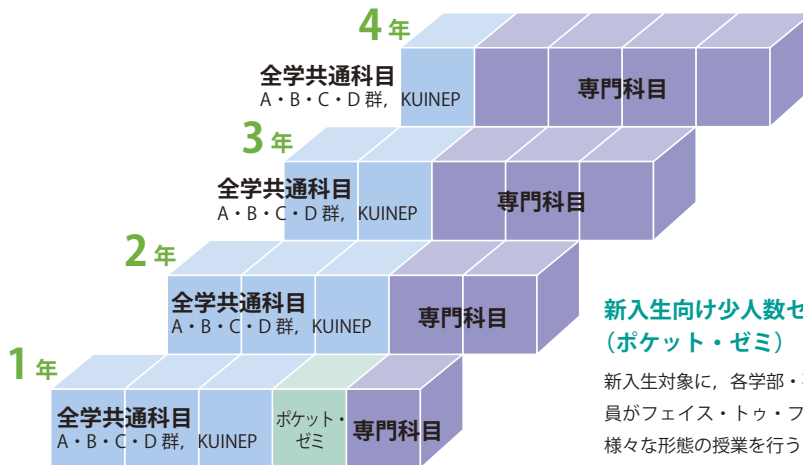 4 年
全学共通科目
A・B・C・D 群, KUINEP
専門科目
3 年
全学共通科目
A・B・C・D 群, KUINEP
専門科目
2 年
全学共通科目
A・B・C・D 群, KUINEP
専門科目
1 年
全学共通科目
A・B・C・D 群, KUINEP
ポケット・
ゼミ
専門科目
新入生向け少人数セ
（ポケット・ゼミ）
新入生対象に，各学部・
員がフェイス・トゥ・フ
様々な形態の授業を行う